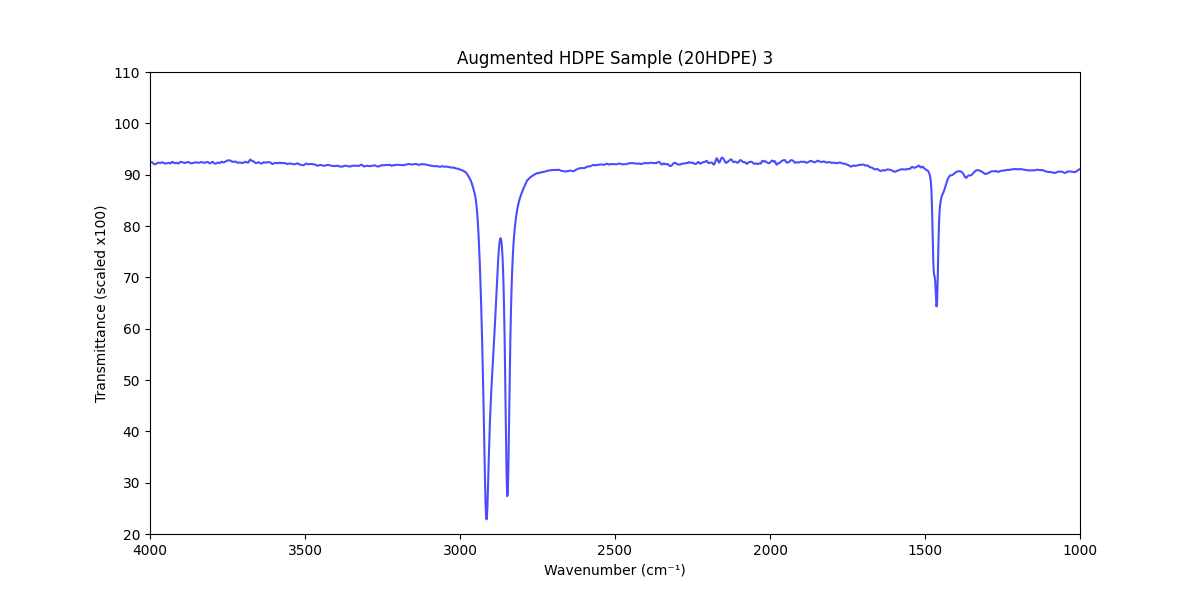 Augmented HDPE Sample (20HDPE) 3
110
100
90
80
70
60
50
40
30
20
Transmittance (scaled x100)
4000 3500 3000 2500 2000 1500 1000
Wavenumber (cm⁻¹)